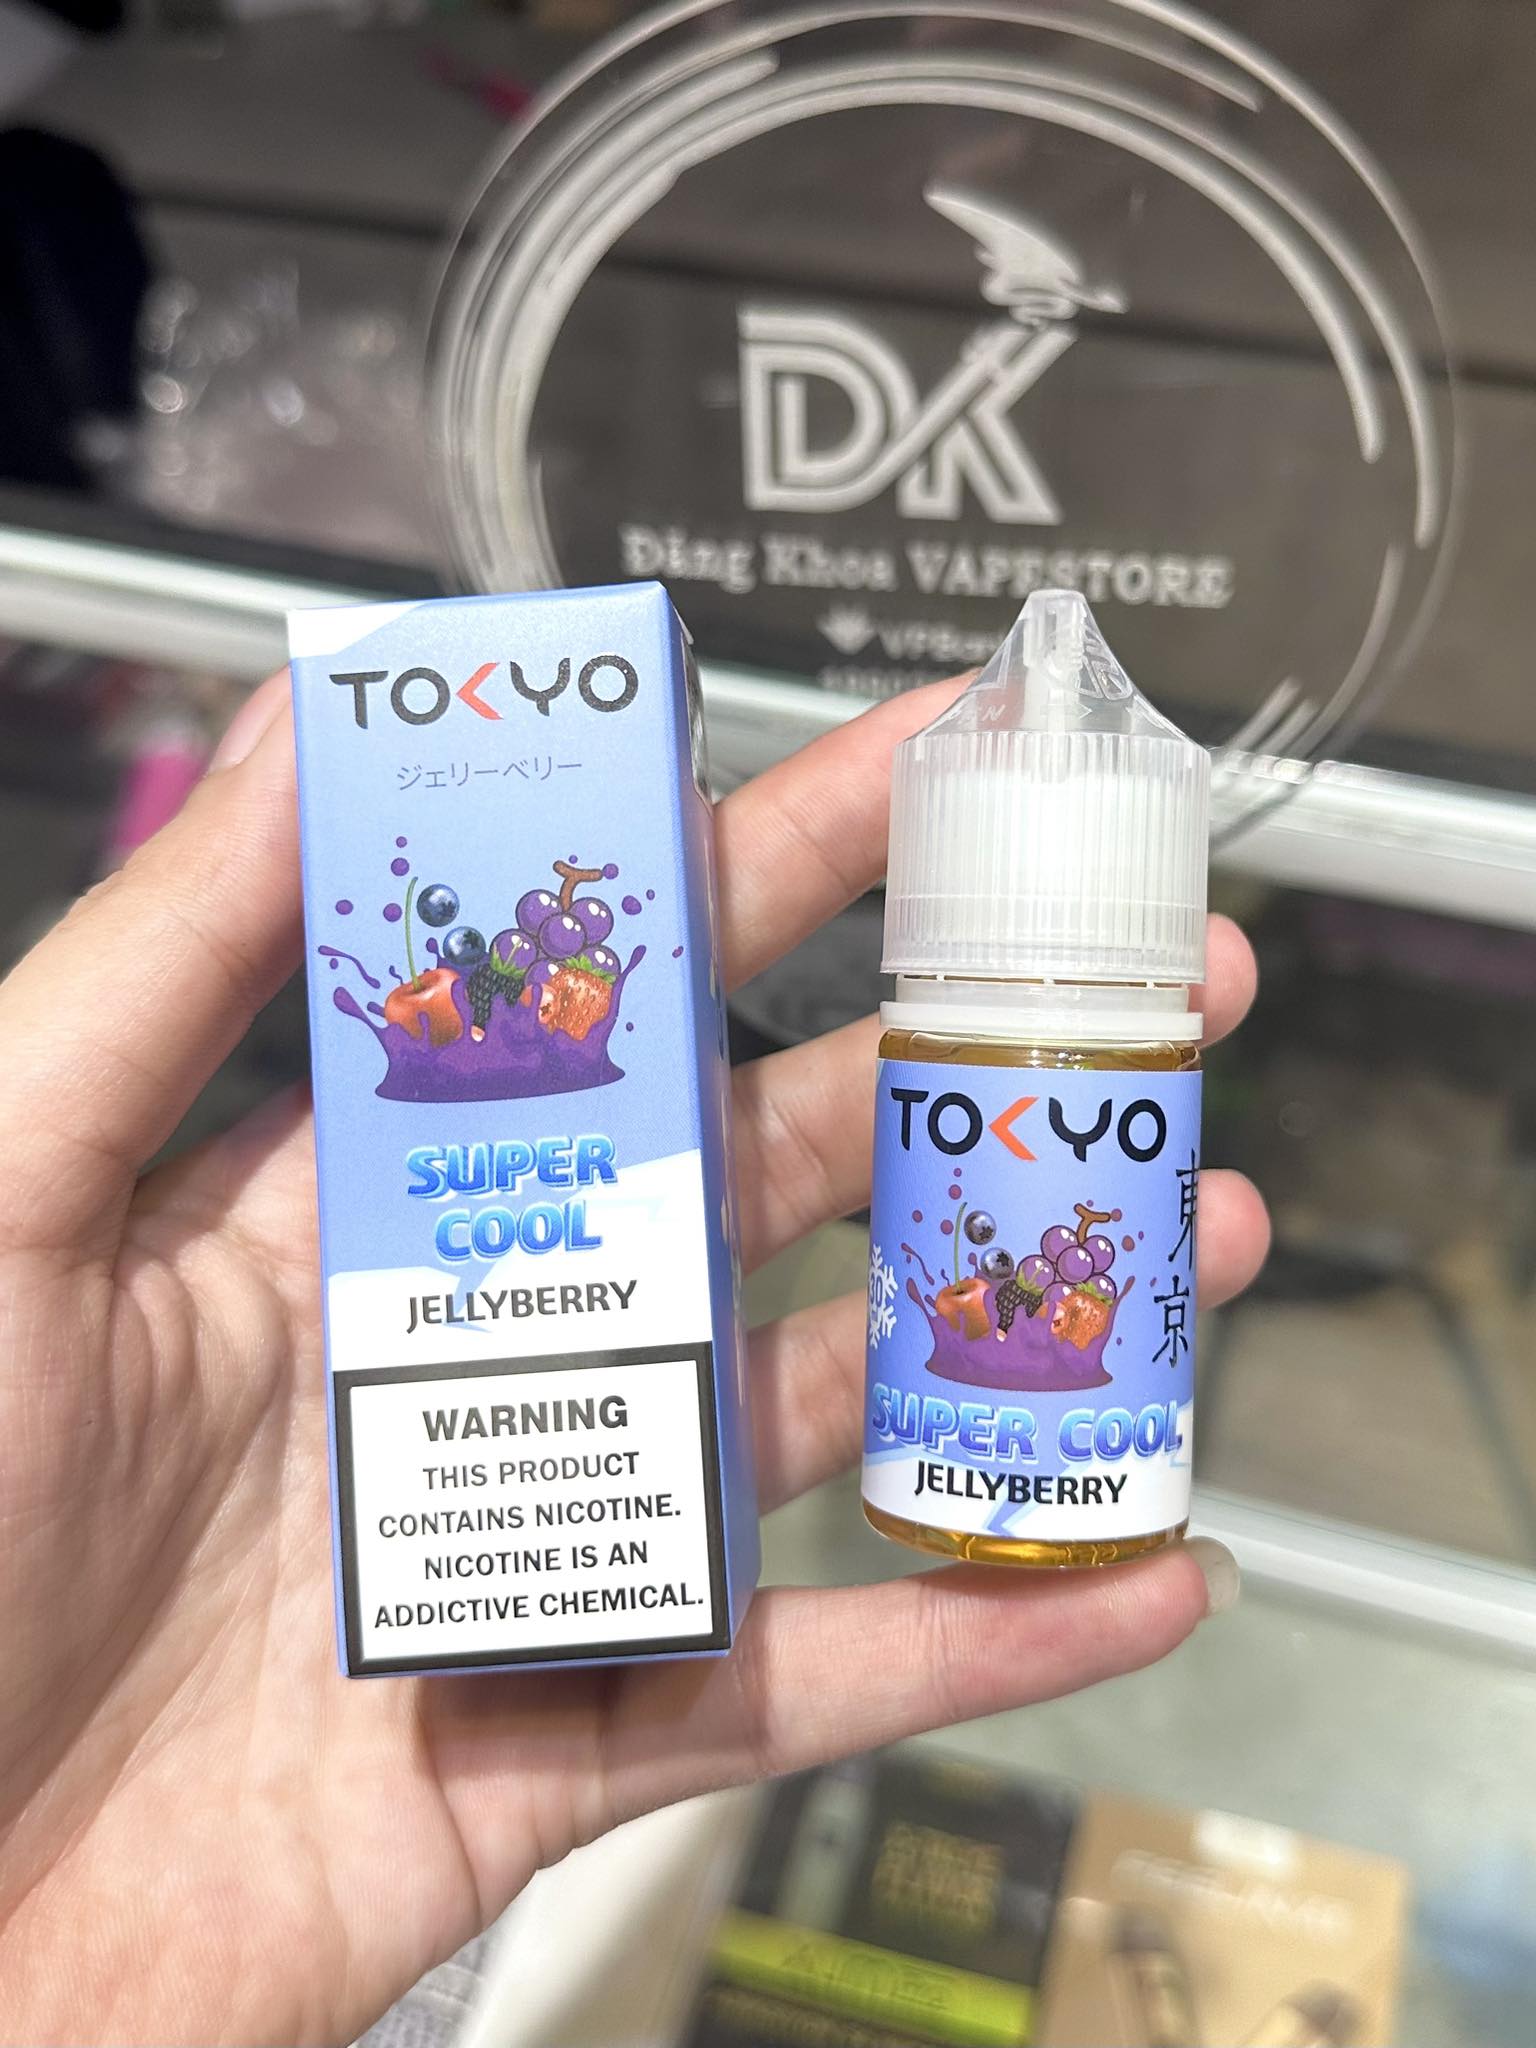 DK
Đăng Khoa VAPESTORE
TOKYO
ジェリーベリー
SUPER
COOL
JELLYBERRY
WARNING
THIS PRODUCT
CONTAINS NICOTINE.
NICOTINE IS AN
ADDICTIVE CHEMICAL.
TOKYO
東京
SUPER COOL
JELLYBERRY